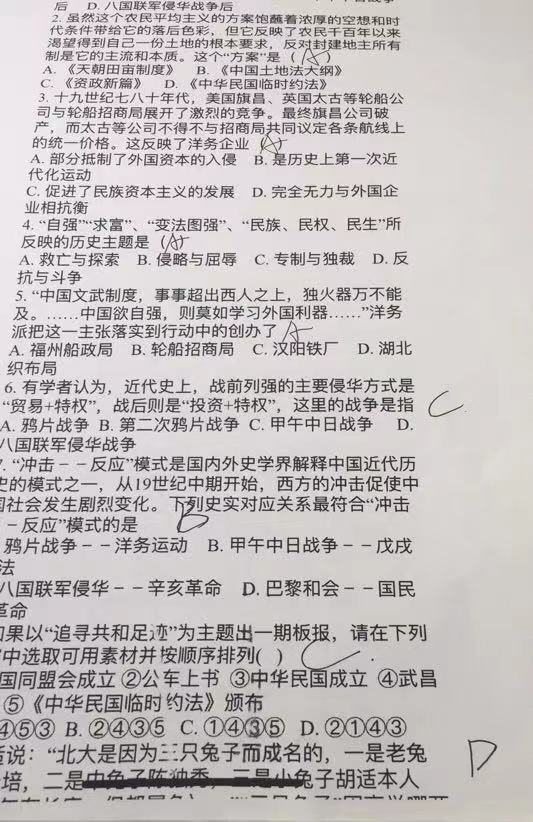 后 D. 八国联军侵华战争后
2. 虽然这个农民平均主义的方案饱蘸着浓厚的空想和时
代条件带给它的落后色彩，但它反映了农民千百年以来
渴望得到自己一份土地的根本要求，反对封建地主所有
制是它的主流和本质。这个“方案”是（ A ）
A. 《天朝田亩制度》 B. 《中国土地法大纲》
C. 《资政新篇》 D. 《中华民国临时约法》
3. 十九世纪七八十年代，美国旗昌、英国太古等轮船公
司与轮船招商局展开了激烈的竞争。最终旗昌公司破
产，而太古等公司不得不与招商局共同议定各条航线上
的统一价格。这反映了洋务企业（A）
A. 部分抵制了外国资本的入侵 B. 是历史上第一次近
代化运动
C. 促进了民族资本主义的发展 D. 完全无力与外国企
业相抗衡
4. “自强”“求富”、“变法图强”、“民族、民权、民生”所
反映的历史主题是（A）
A. 救亡与探索 B. 侵略与屈辱 C. 专制与独裁 D. 反
抗与斗争
5. “中国文武制度，事事超出西人之上，独火器万不能
及。……中国欲自强，则莫如学习外国利器……”洋务
派把这一主张落实到行动中的创办了 A
A. 福州船政局 B. 轮船招商局 C. 汉阳铁厂 D. 湖北
织布局
6. 有学者认为，近代史上，战前列强的主要侵华方式是
“贸易+特权”，战后则是“投资+特权”，这里的战争是指 C
A. 鸦片战争 B. 第二次鸦片战争 C. 甲午中日战争 D.
八国联军侵华战争
7. “冲击－－反应”模式是国内外史学界解释中国近代历
史的模式之一，从19世纪中期开始，西方的冲击促使中
国社会发生剧烈变化。下列史实对应关系最符合“冲击
－反应”模式的是 B
鸦片战争－－洋务运动 B. 甲午中日战争－－戊戌
法
八国联军侵华－－辛亥革命 D. 巴黎和会－－国民
革命
如果以“追寻共和足迹”为主题出一期板报，请在下列
中选取可用素材并按顺序排列( ) C
国同盟会成立 ②公车上书 ③中华民国成立 ④武昌
⑤《中华民国临时约法》颁布
④⑤③ B. ②④③⑤ C. ①④③⑤ D. ②①④③
适说：“北大是因为三只兔子而成名的，一是老兔 D
培，二是中兔子陈独秀，三是小兔子胡适本人